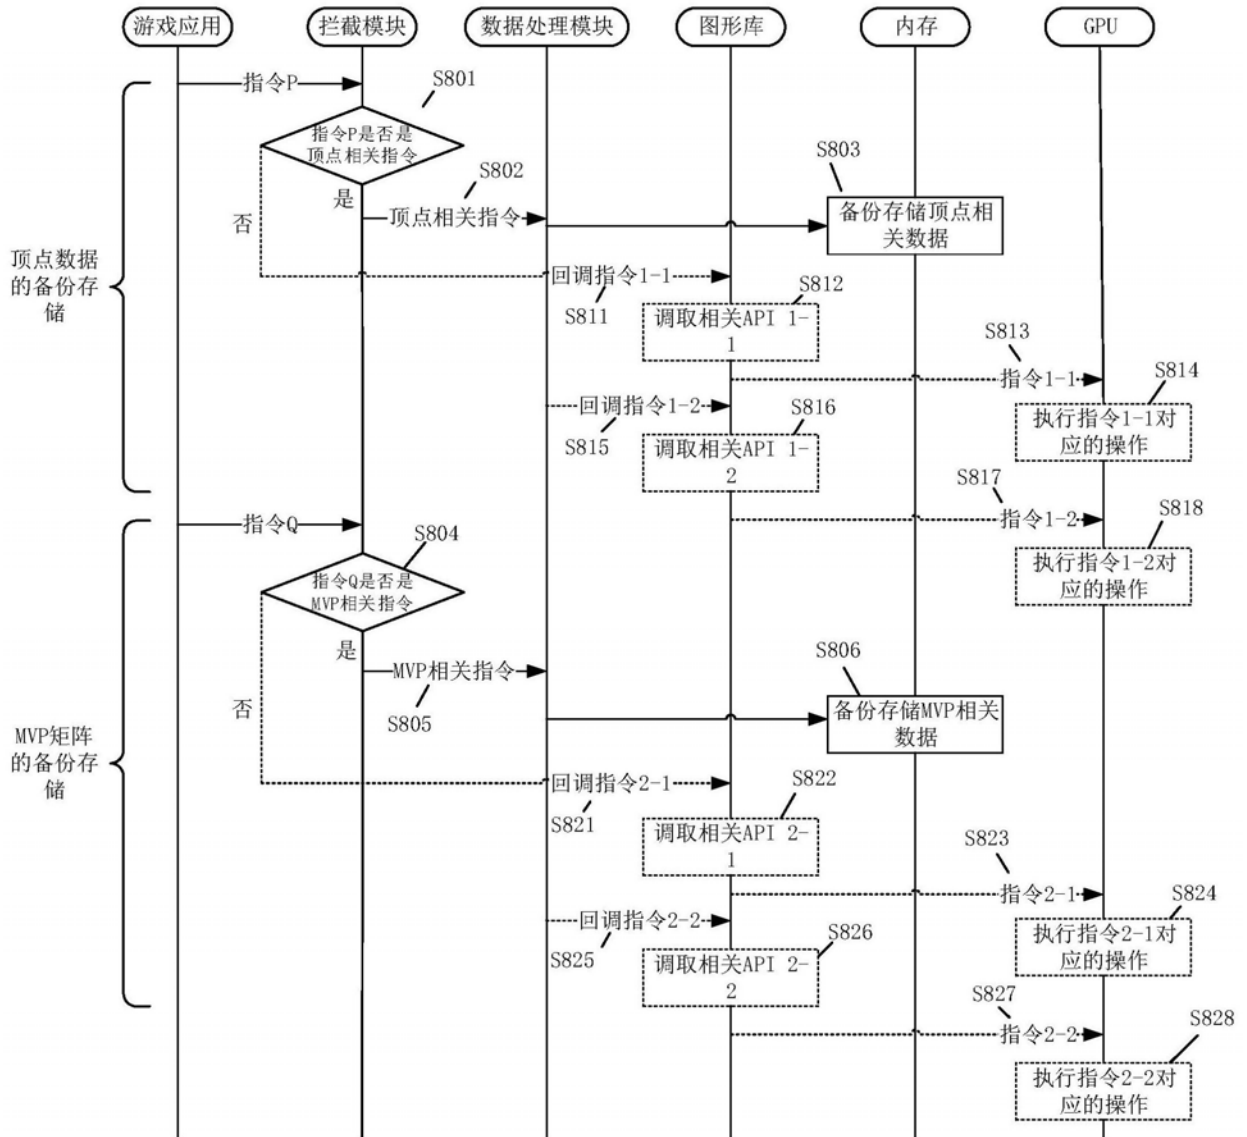 游戏应用
拦截模块
数据处理模块
图形库
内存
GPU
指令P
S801
指令P是否是
顶点相关指令
S802
S803
是
否
顶点相关指令
备份存储顶点相
关数据
顶点数据
的备份存
储
回调指令1-1
S811
S812
调取相关API 1-
1
S813
指令1-1
S814
执行指令1-1对
应的操作
回调指令1-2
S815
S816
调取相关API 1-
2
S817
指令1-2
S818
执行指令1-2对
应的操作
指令Q
S804
指令Q是否是
MVP相关指令
是
否
MVP相关指令
S805
S806
备份存储MVP相关
数据
MVP矩阵
的备份存
储
回调指令2-1
S821
S822
调取相关API 2-
1
S823
指令2-1
S824
执行指令2-1对
应的操作
回调指令2-2
S825
S826
调取相关API 2-
2
S827
指令2-2
S828
执行指令2-2对
应的操作